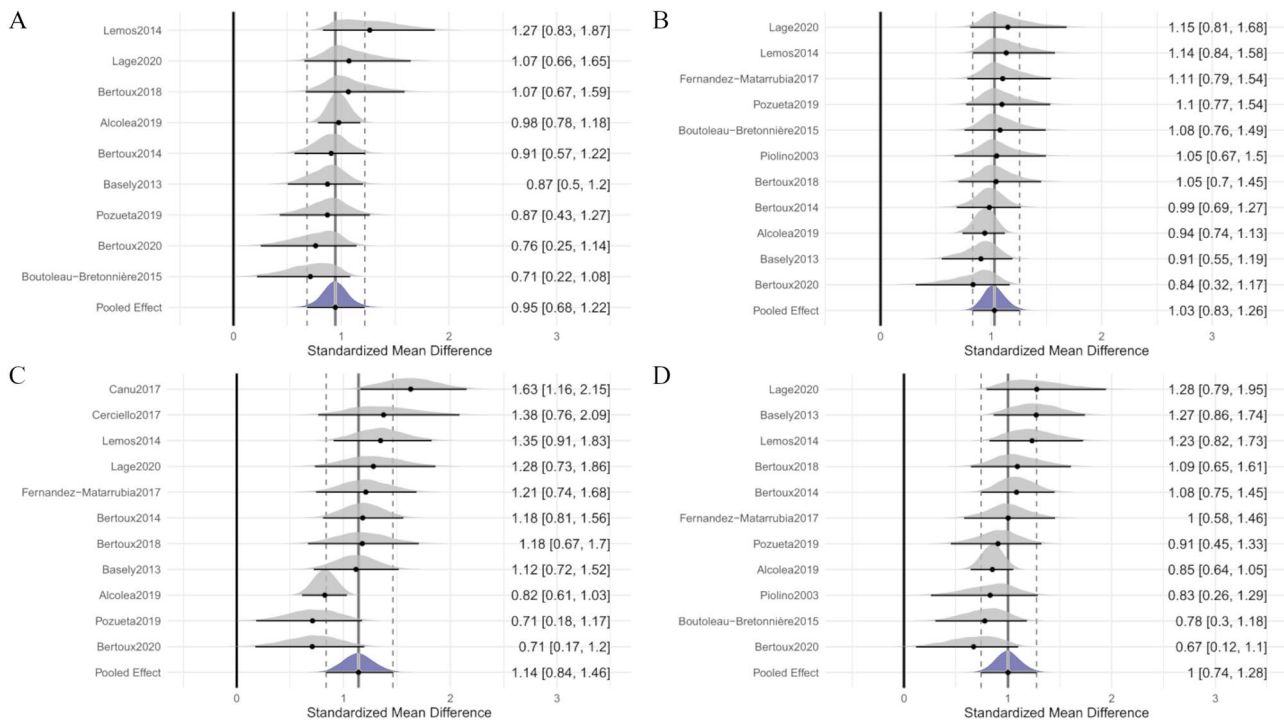 A
Lemos2014 1.27 [0.83, 1.87]
Lage2020 1.07 [0.66, 1.65]
Bertoux2018 1.07 [0.67, 1.59]
Alcolea2019 0.98 [0.78, 1.18]
Bertoux2014 0.91 [0.57, 1.22]
Basely2013 0.87 [0.5, 1.2]
Pozueta2019 0.87 [0.43, 1.27]
Bertoux2020 0.76 [0.25, 1.14]
Boutoleau−Bretonnière2015 0.71 [0.22, 1.08]
Pooled Effect 0.95 [0.68, 1.22]
0 1 2 3
Standardized Mean Difference
B
Lage2020 1.15 [0.81, 1.68]
Lemos2014 1.14 [0.84, 1.58]
Fernandez−Matarrubia2017 1.11 [0.79, 1.54]
Pozueta2019 1.1 [0.77, 1.54]
Boutoleau−Bretonnière2015 1.08 [0.76, 1.49]
Piolino2003 1.05 [0.67, 1.5]
Bertoux2018 1.05 [0.7, 1.45]
Bertoux2014 0.99 [0.69, 1.27]
Alcolea2019 0.94 [0.74, 1.13]
Basely2013 0.91 [0.55, 1.19]
Bertoux2020 0.84 [0.32, 1.17]
Pooled Effect 1.03 [0.83, 1.26]
0 1 2 3
Standardized Mean Difference
C
Canu2017 1.63 [1.16, 2.15]
Cerciello2017 1.38 [0.76, 2.09]
Lemos2014 1.35 [0.91, 1.83]
Lage2020 1.28 [0.73, 1.86]
Fernandez−Matarrubia2017 1.21 [0.74, 1.68]
Bertoux2014 1.18 [0.81, 1.56]
Bertoux2018 1.18 [0.67, 1.7]
Basely2013 1.12 [0.72, 1.52]
Alcolea2019 0.82 [0.61, 1.03]
Pozueta2019 0.71 [0.18, 1.17]
Bertoux2020 0.71 [0.17, 1.2]
Pooled Effect 1.14 [0.84, 1.46]
0 1 2 3
Standardized Mean Difference
D
Lage2020 1.28 [0.79, 1.95]
Basely2013 1.27 [0.86, 1.74]
Lemos2014 1.23 [0.82, 1.73]
Bertoux2018 1.09 [0.65, 1.61]
Bertoux2014 1.08 [0.75, 1.45]
Fernandez−Matarrubia2017 1 [0.58, 1.46]
Pozueta2019 0.91 [0.45, 1.33]
Alcolea2019 0.85 [0.64, 1.05]
Piolino2003 0.83 [0.26, 1.29]
Boutoleau−Bretonnière2015 0.78 [0.3, 1.18]
Bertoux2020 0.67 [0.12, 1.1]
Pooled Effect 1 [0.74, 1.28]
0 1 2 3
Standardized Mean Difference